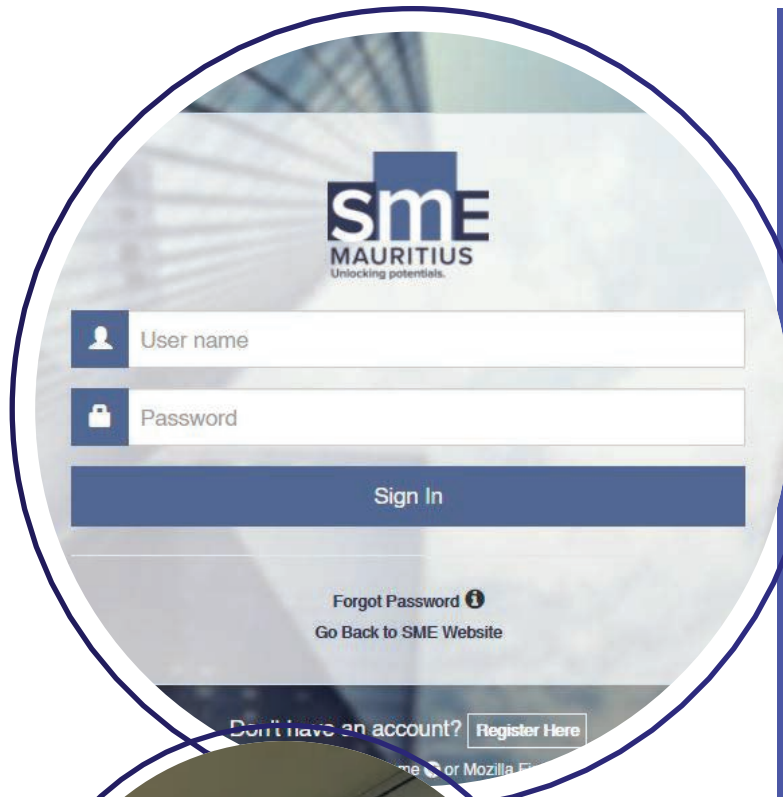 smE
MAURITIUS
Unlocking potentials.
User name
Password
Sign In
Forgot Password
Go Back to SME Website
Don't have an account? Register Here
or Mozilla